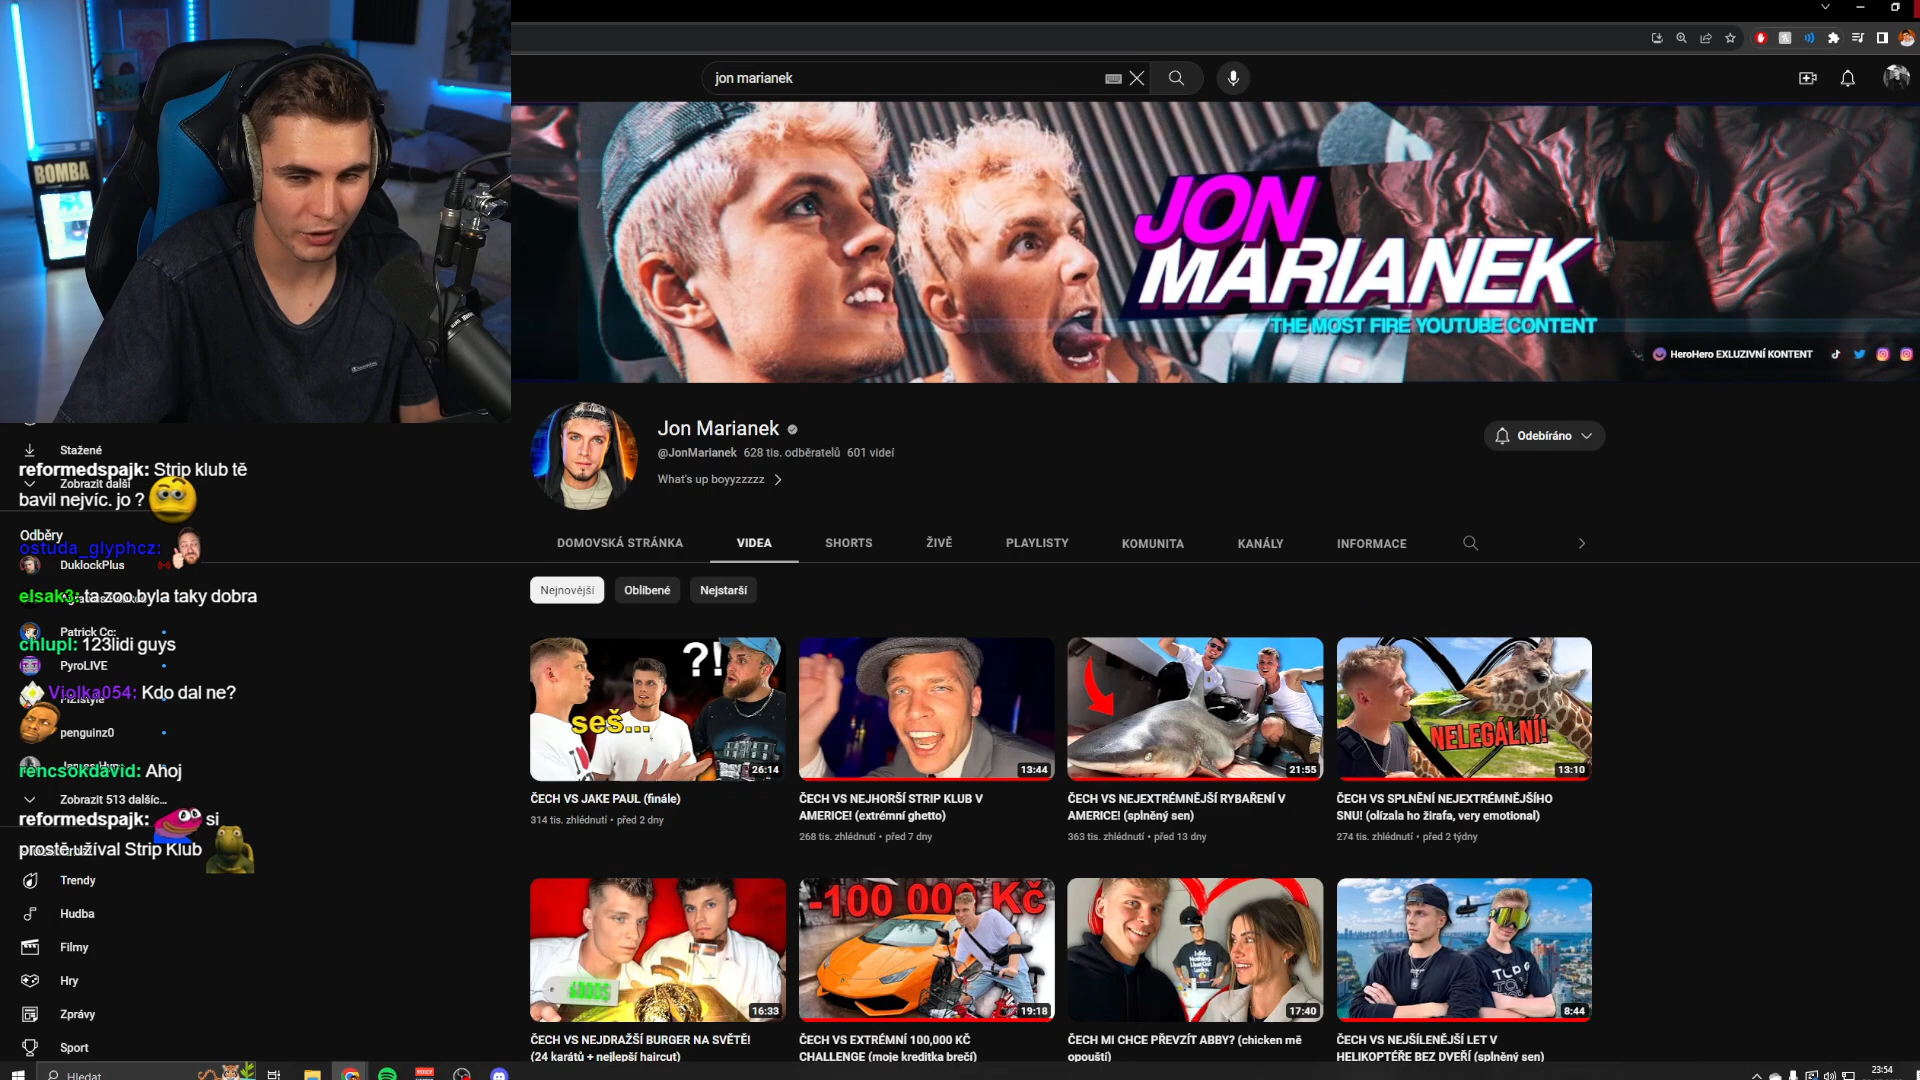 jon marianek
BOMBA
JON
MARIANEK
THE MOST FIRE YOUTUBE CONTENT
HeroHero EXLUZIVNÍ KONTENT
Jon Marianek
@JonMarianek 628 tis. odběratelů 601 videí
What's up boyyzzzzz
Odebíráno
Stažené
reformedspajk: Strip klub tě
Zobrazit další
bavil nejvíc. jo ?
Odběry
ostuda_glyphcz:
DuklockPlus
elsak3: ta zoo byla taky dobra
Patrick Cc:
chlupl: 123lidi guys
PyroLIVE
Violka054: Kdo dal ne?
penguinz0
rencsokdavid: Ahoj
Zobrazit 513 dalšíc...
reformedspajk: si
prostě užíval Strip Klub
Trendy
Hudba
Filmy
Hry
Zprávy
Sport
DOMOVSKÁ STRÁNKA VIDEA SHORTS ŽIVĚ PLAYLISTY KOMUNITA KANÁLY INFORMACE
Nejnovější Oblíbené Nejstarší
?!
seš...
26:14
13:44
21:55
NELEGÁLNÍ!
13:10
ČECH VS JAKE PAUL (finále)
314 tis. zhlédnutí • před 2 dny
ČECH VS NEJHORŠÍ STRIP KLUB V
AMERICE! (extrémní ghetto)
268 tis. zhlédnutí • před 7 dny
ČECH VS NEJEXTRÉMNĚJŠÍ RYBAŘENÍ V
AMERICE! (splněný sen)
363 tis. zhlédnutí • před 13 dny
ČECH VS SPLNĚNÍ NEJEXTRÉMNĚJŠÍHO
SNU! (olízala ho žirafa, very emotional)
274 tis. zhlédnutí • před 2 týdny
16:33
-100 000 Kč
19:18
17:40
8:44
ČECH VS NEJDRAŽŠÍ BURGER NA SVĚTĚ!
(24 karátů + nejlepší haircut)
ČECH VS EXTRÉMNÍ 100,000 KČ
CHALLENGE (moje kreditka brečí)
ČECH MI CHCE PŘEVZÍT ABBY? (chicken mě
opouští)
ČECH VS NEJŠÍLENĚJŠÍ LET V
HELIKOPTÉŘE BEZ DVEŘÍ (splněný sen)
Hledat
23:54